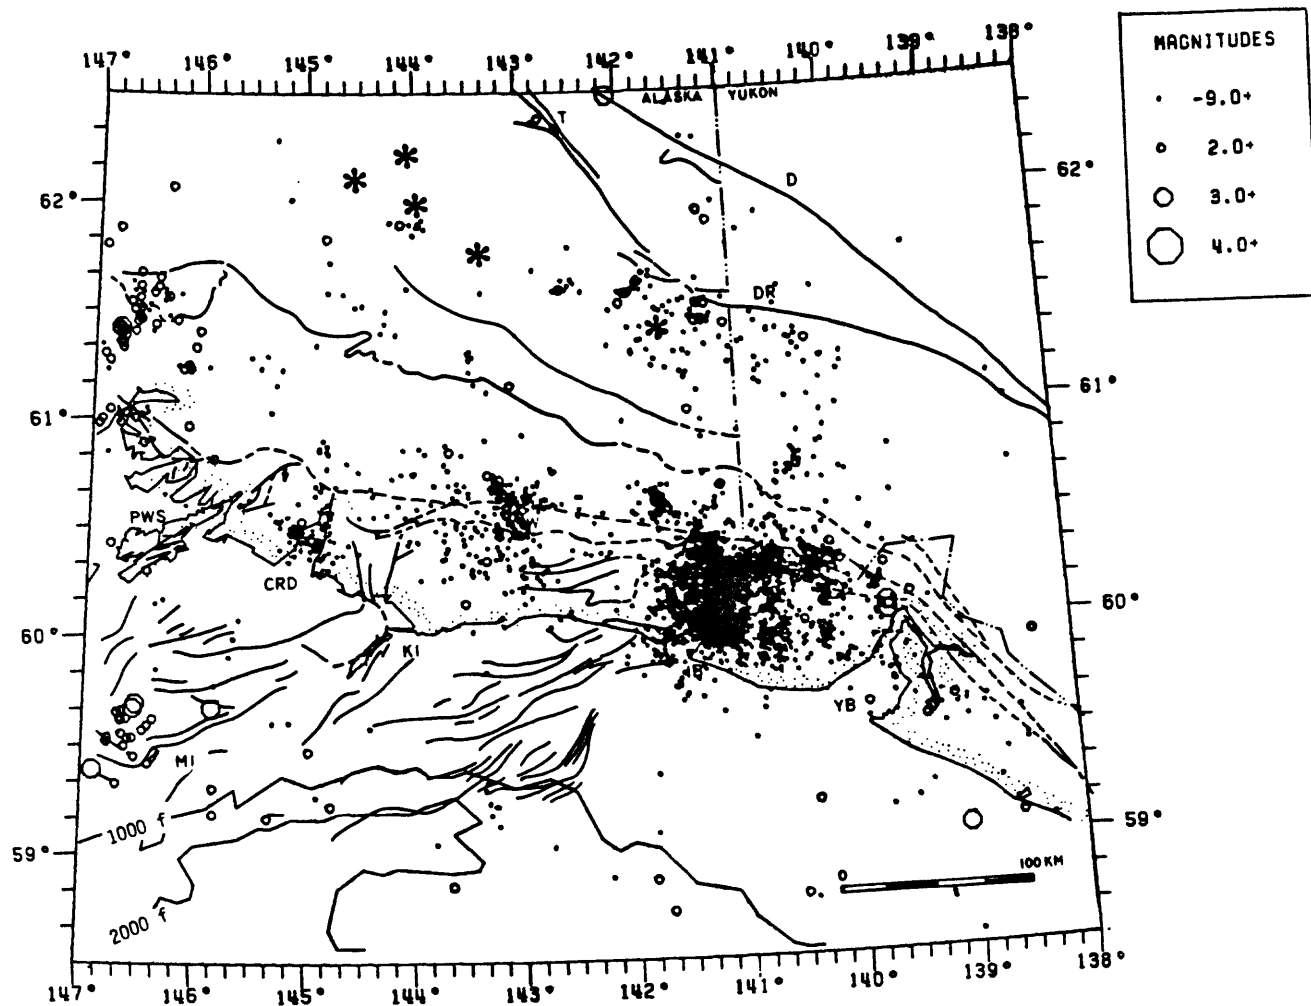 147° 146° 145° 144° 143° 142° 141° 140° 139° 138°
MAGNITUDES
-9.0+
2.0+
3.0+
4.0+
ALASKA YUKON
T
D
62° 62°
DR
61° 61°
PWS
CRD
60° 60°
KI
YB
MI
1000 f
59° 59°
0 100 KM
2000 f
147° 146° 145° 144° 143° 142° 141° 140° 139° 138°